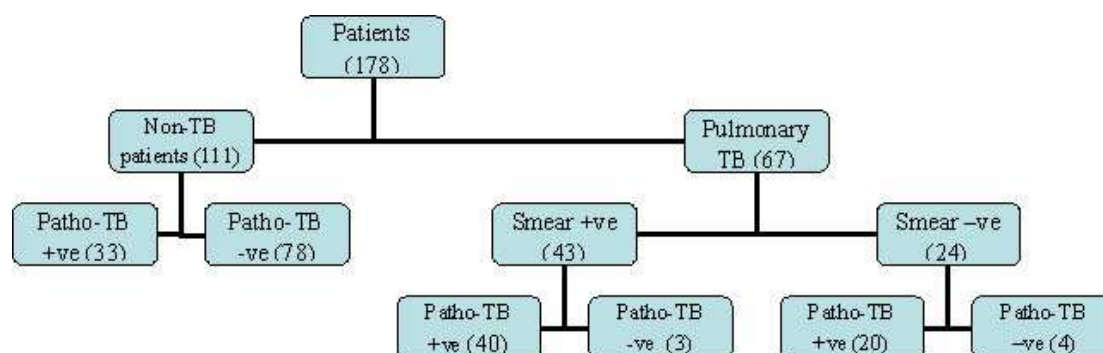 Patients
(178)
Non-TB
patients (111)
Pulmonary
TB (67)
Patho-TB
+ve (33)
Patho-TB
-ve (78)
Smear +ve
(43)
Smear –ve
(24)
Patho-TB
+ve (40)
Patho-TB
-ve (3)
Patho-TB
+ve (20)
Patho-TB
–ve (4)